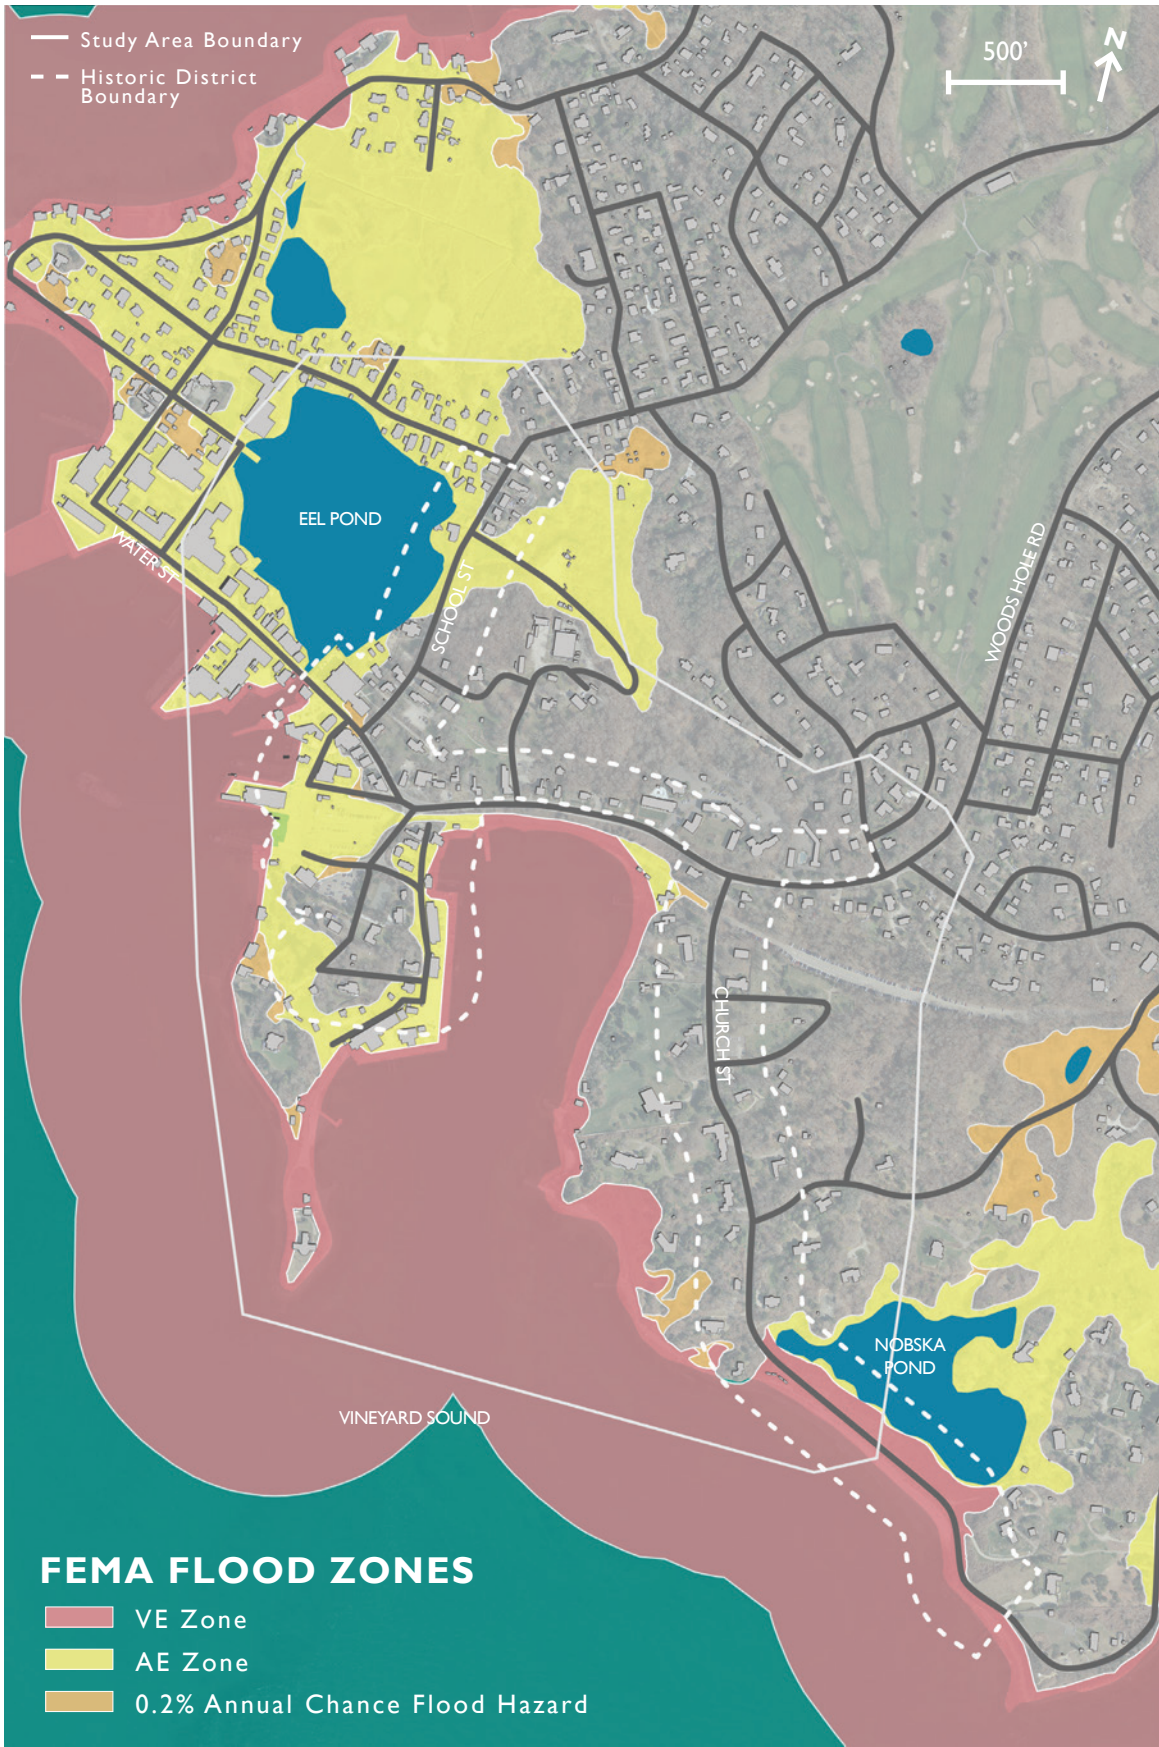 Study Area Boundary
Historic District
Boundary
500'
N
EEL POND
WATER ST
SCHOOL ST
WOODS HOLE RD
CHURCH ST
NOBSKA
POND
VINEYARD SOUND
FEMA FLOOD ZONES
VE Zone
AE Zone
0.2% Annual Chance Flood Hazard